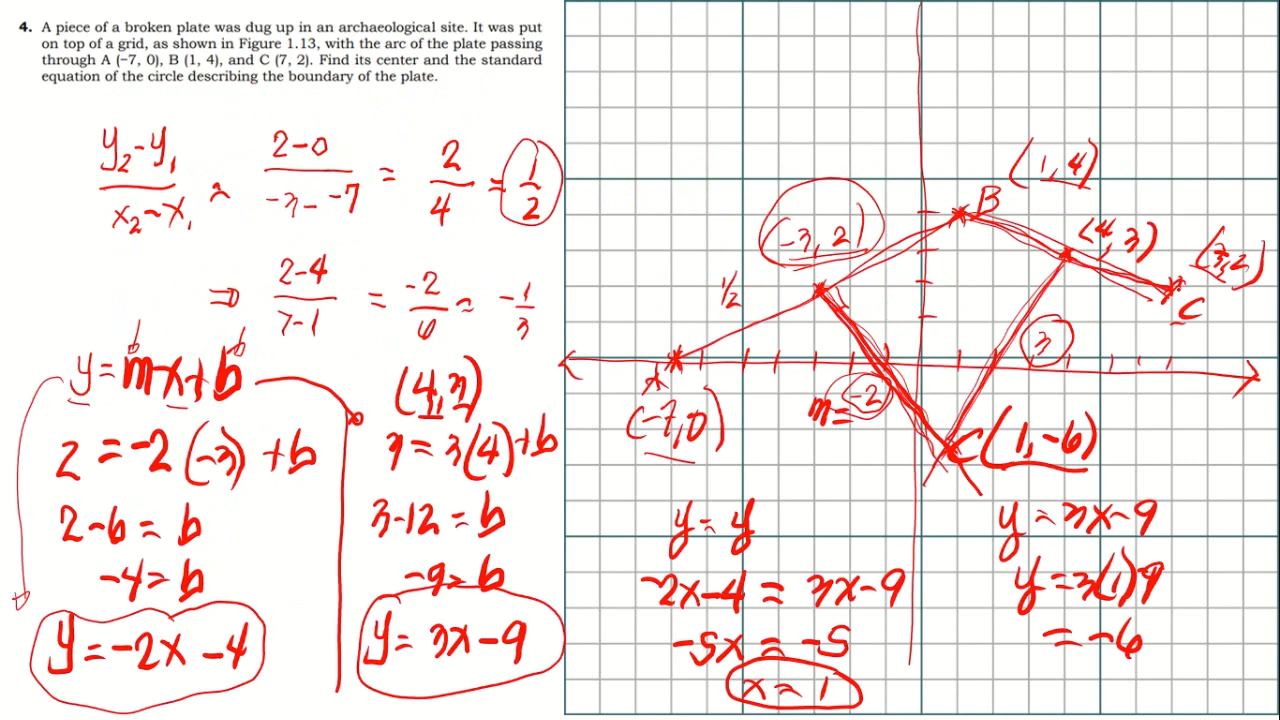 4. A piece of a broken plate was dug up in an archaeological site. It was put
on top of a grid, as shown in Figure 1.13, with the arc of the plate passing
through A (−7, 0), B (1, 4), and C (7, 2). Find its center and the standard
equation of the circle describing the boundary of the plate.
y₂-y₁ / x₂-x₁ = 2-0 / -3--7 = 2/4 = 1/2
⇒ 2-4 / 7-1 = -2/6 = -1/3
y = mx+b
2 = -2(-3)+b
2-6 = b
-4 = b
y = -2x-4
(4,3)
3 = 3(4)+b
3-12 = b
-9 = b
y = 3x-9
(1,4)
B
(-3,2)
(4,3)
(7,2)
C
1/2
3
A
(-7,0)
m=-2
C(1,-6)
y = y
-2x-4 = 3x-9
-5x = -5
x = 1
y = 3x-9
y = 3(1)9
= -6